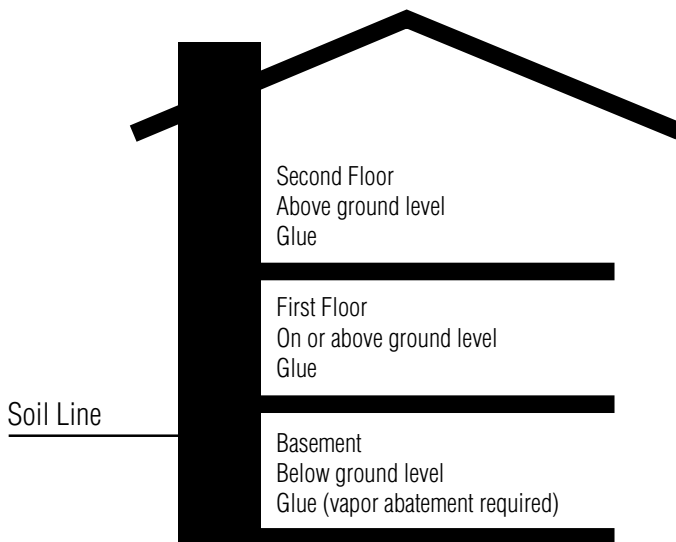 Second Floor
Above ground level
Glue
First Floor
On or above ground level
Glue
Soil Line
Basement
Below ground level
Glue (vapor abatement required)